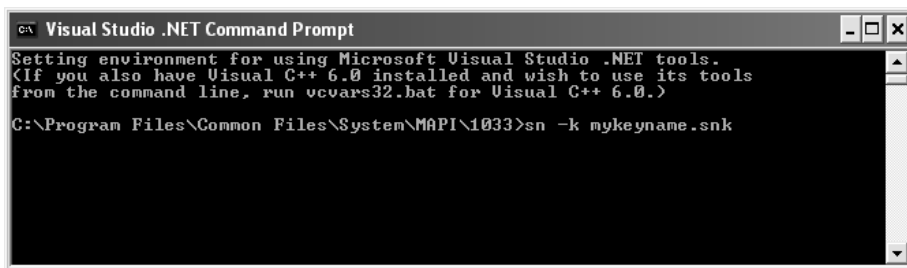 Visual Studio .NET Command Prompt
Setting environment for using Microsoft Visual Studio .NET tools.
(If you also have Visual C++ 6.0 installed and wish to use its tools
from the command line, run vcvars32.bat for Visual C++ 6.0.)
C:\Program Files\Common Files\System\MAPI\1033>sn -k mykeyname.snk